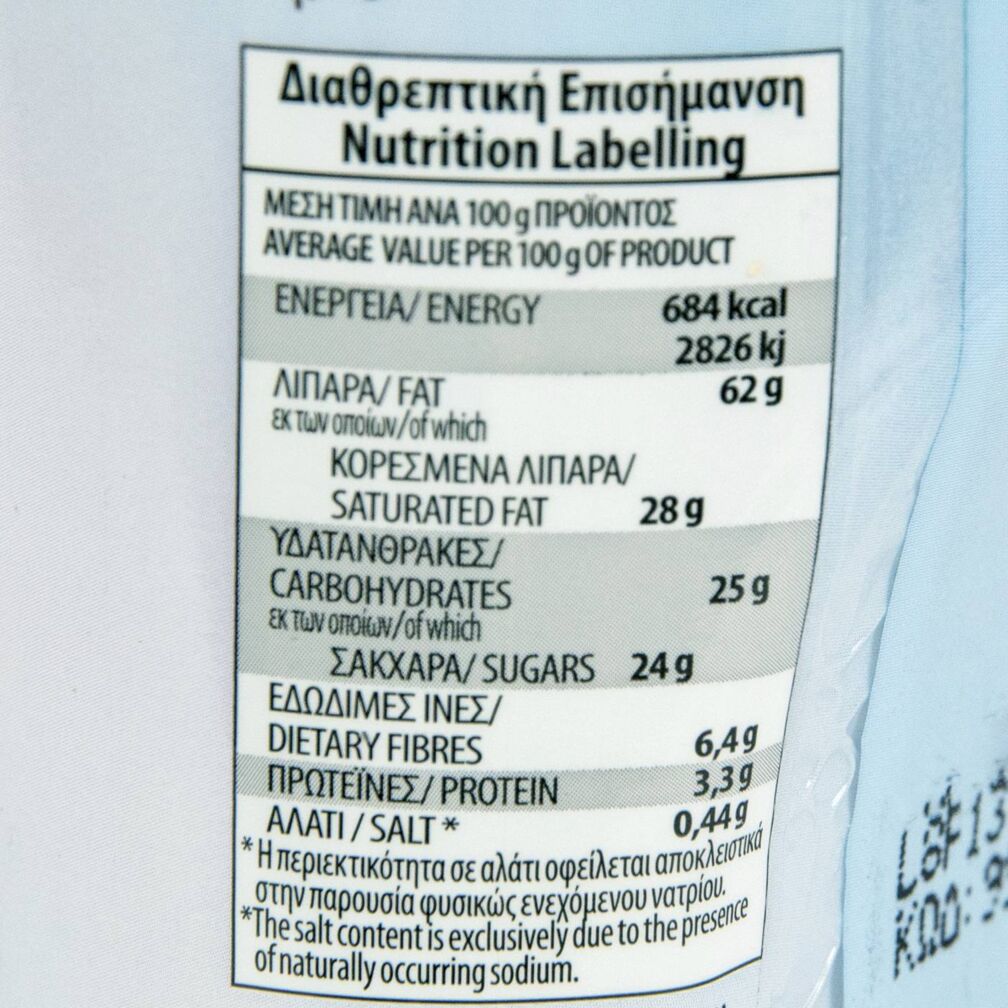 Διαθρεπτική Επισήμανση
Nutrition Labelling
ΜΕΣΗ ΤΙΜΗ ΑΝΑ 100 g ΠΡΟΪΟΝΤΟΣ
AVERAGE VALUE PER 100 g OF PRODUCT
ΕΝΕΡΓΕΙΑ/ ENERGY 684 kcal
2826 kj
ΛΙΠΑΡΑ/ FAT 62 g
εκ των οποίων/of which
ΚΟΡΕΣΜΕΝΑ ΛΙΠΑΡΑ/
SATURATED FAT 28 g
ΥΔΑΤΑΝΘΡΑΚΕΣ/
CARBOHYDRATES 25 g
εκ των οποίων/of which
ΣΑΚΧΑΡΑ/ SUGARS 24 g
ΕΔΩΔΙΜΕΣ ΙΝΕΣ/
DIETARY FIBRES 6,4 g
ΠΡΩΤΕΪΝΕΣ/ PROTEIN 3,3 g
ΑΛΑΤΙ / SALT * 0,44 g
* Η περιεκτικότητα σε αλάτι οφείλεται αποκλειστικά
στην παρουσία φυσικώς ενεχόμενου νατρίου.
*The salt content is exclusively due to the presence
of naturally occurring sodium.